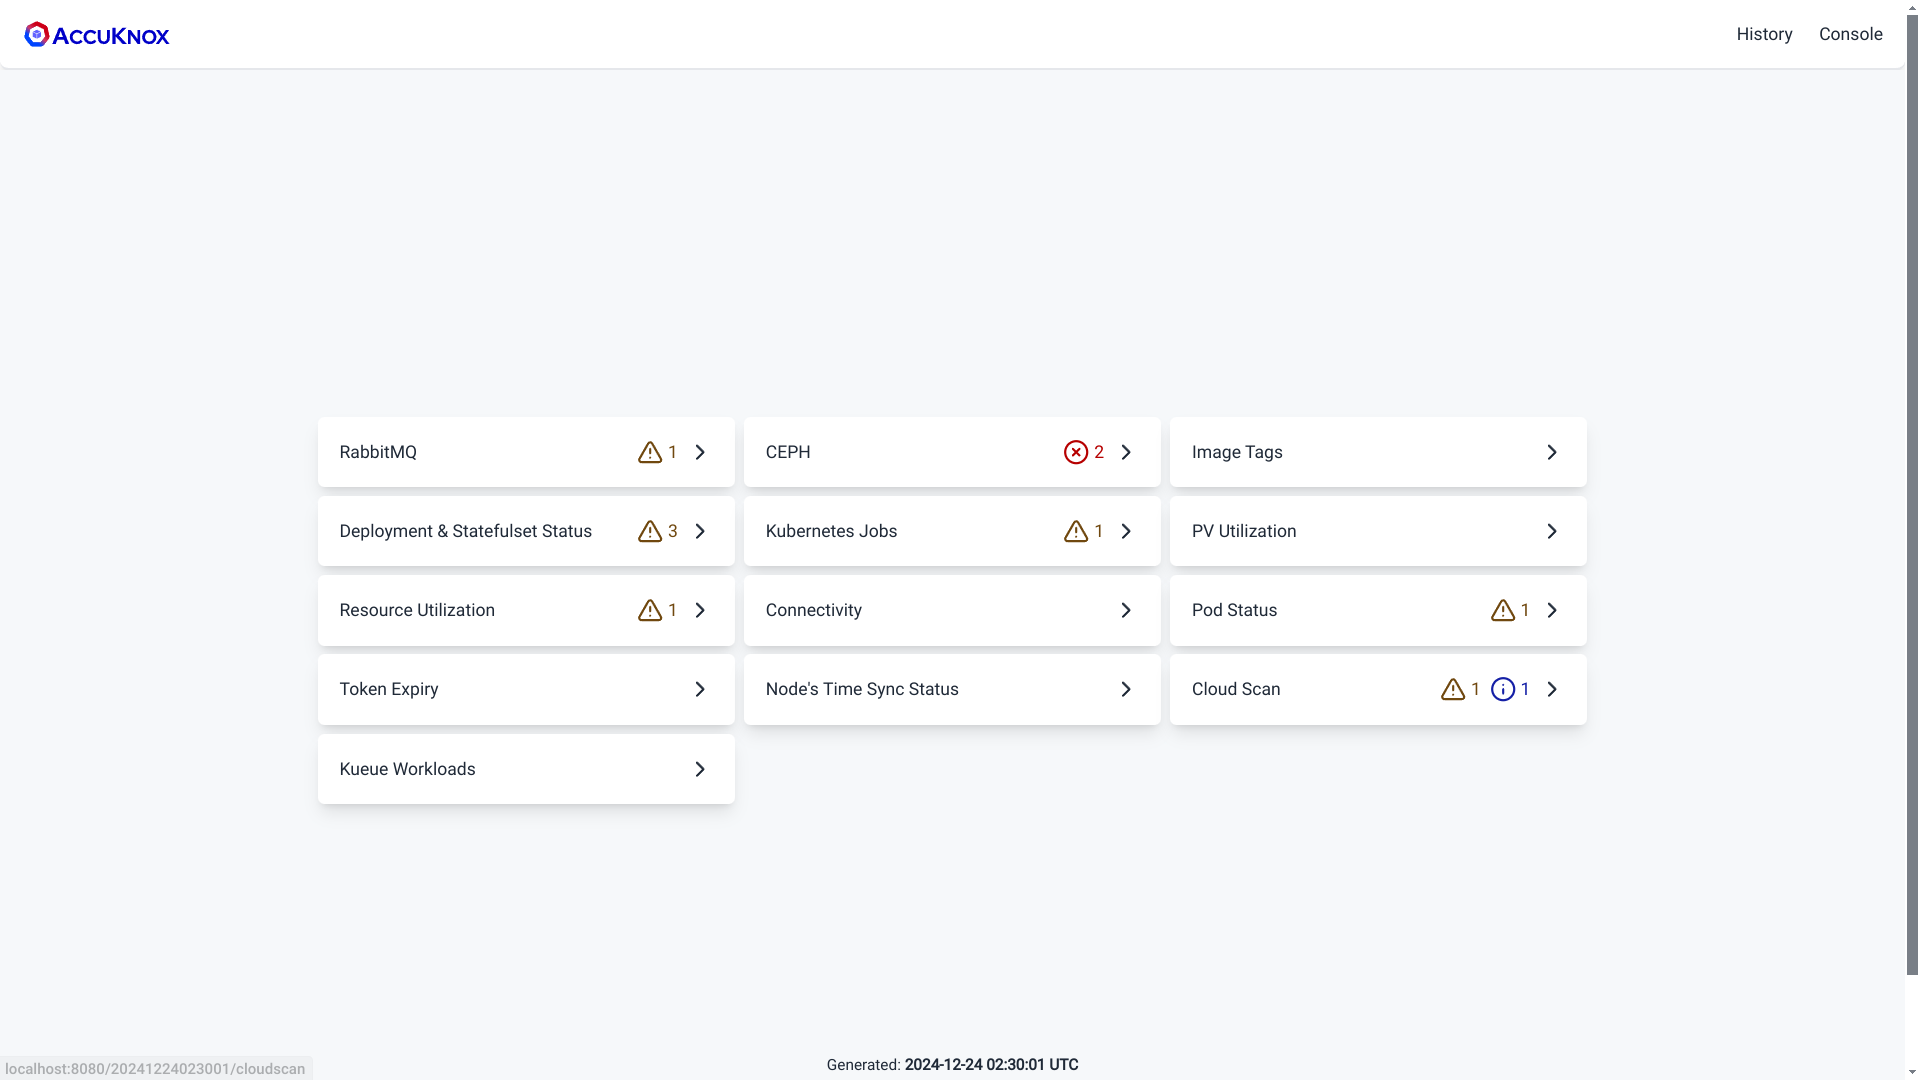 ACCUKNOX
History Console
RabbitMQ 1
CEPH 2
Image Tags
Deployment & Statefulset Status 3
Kubernetes Jobs 1
PV Utilization
Resource Utilization 1
Connectivity
Pod Status 1
Token Expiry
Node's Time Sync Status
Cloud Scan 1 1
Kueue Workloads
Generated: 2024-12-24 02:30:01 UTC
localhost:8080/20241224023001/cloudscan